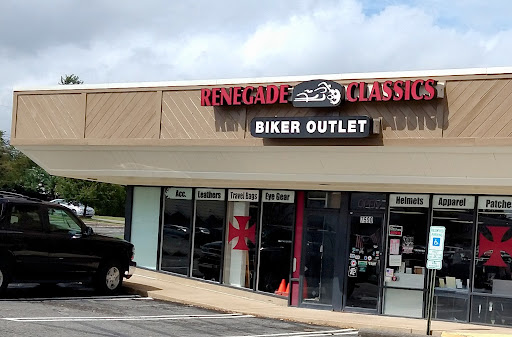 RENEGADE CLASSICS
BIKER OUTLET
Acc. Leathers Travel Bags Eye Gear
Helmets Apparel Patches